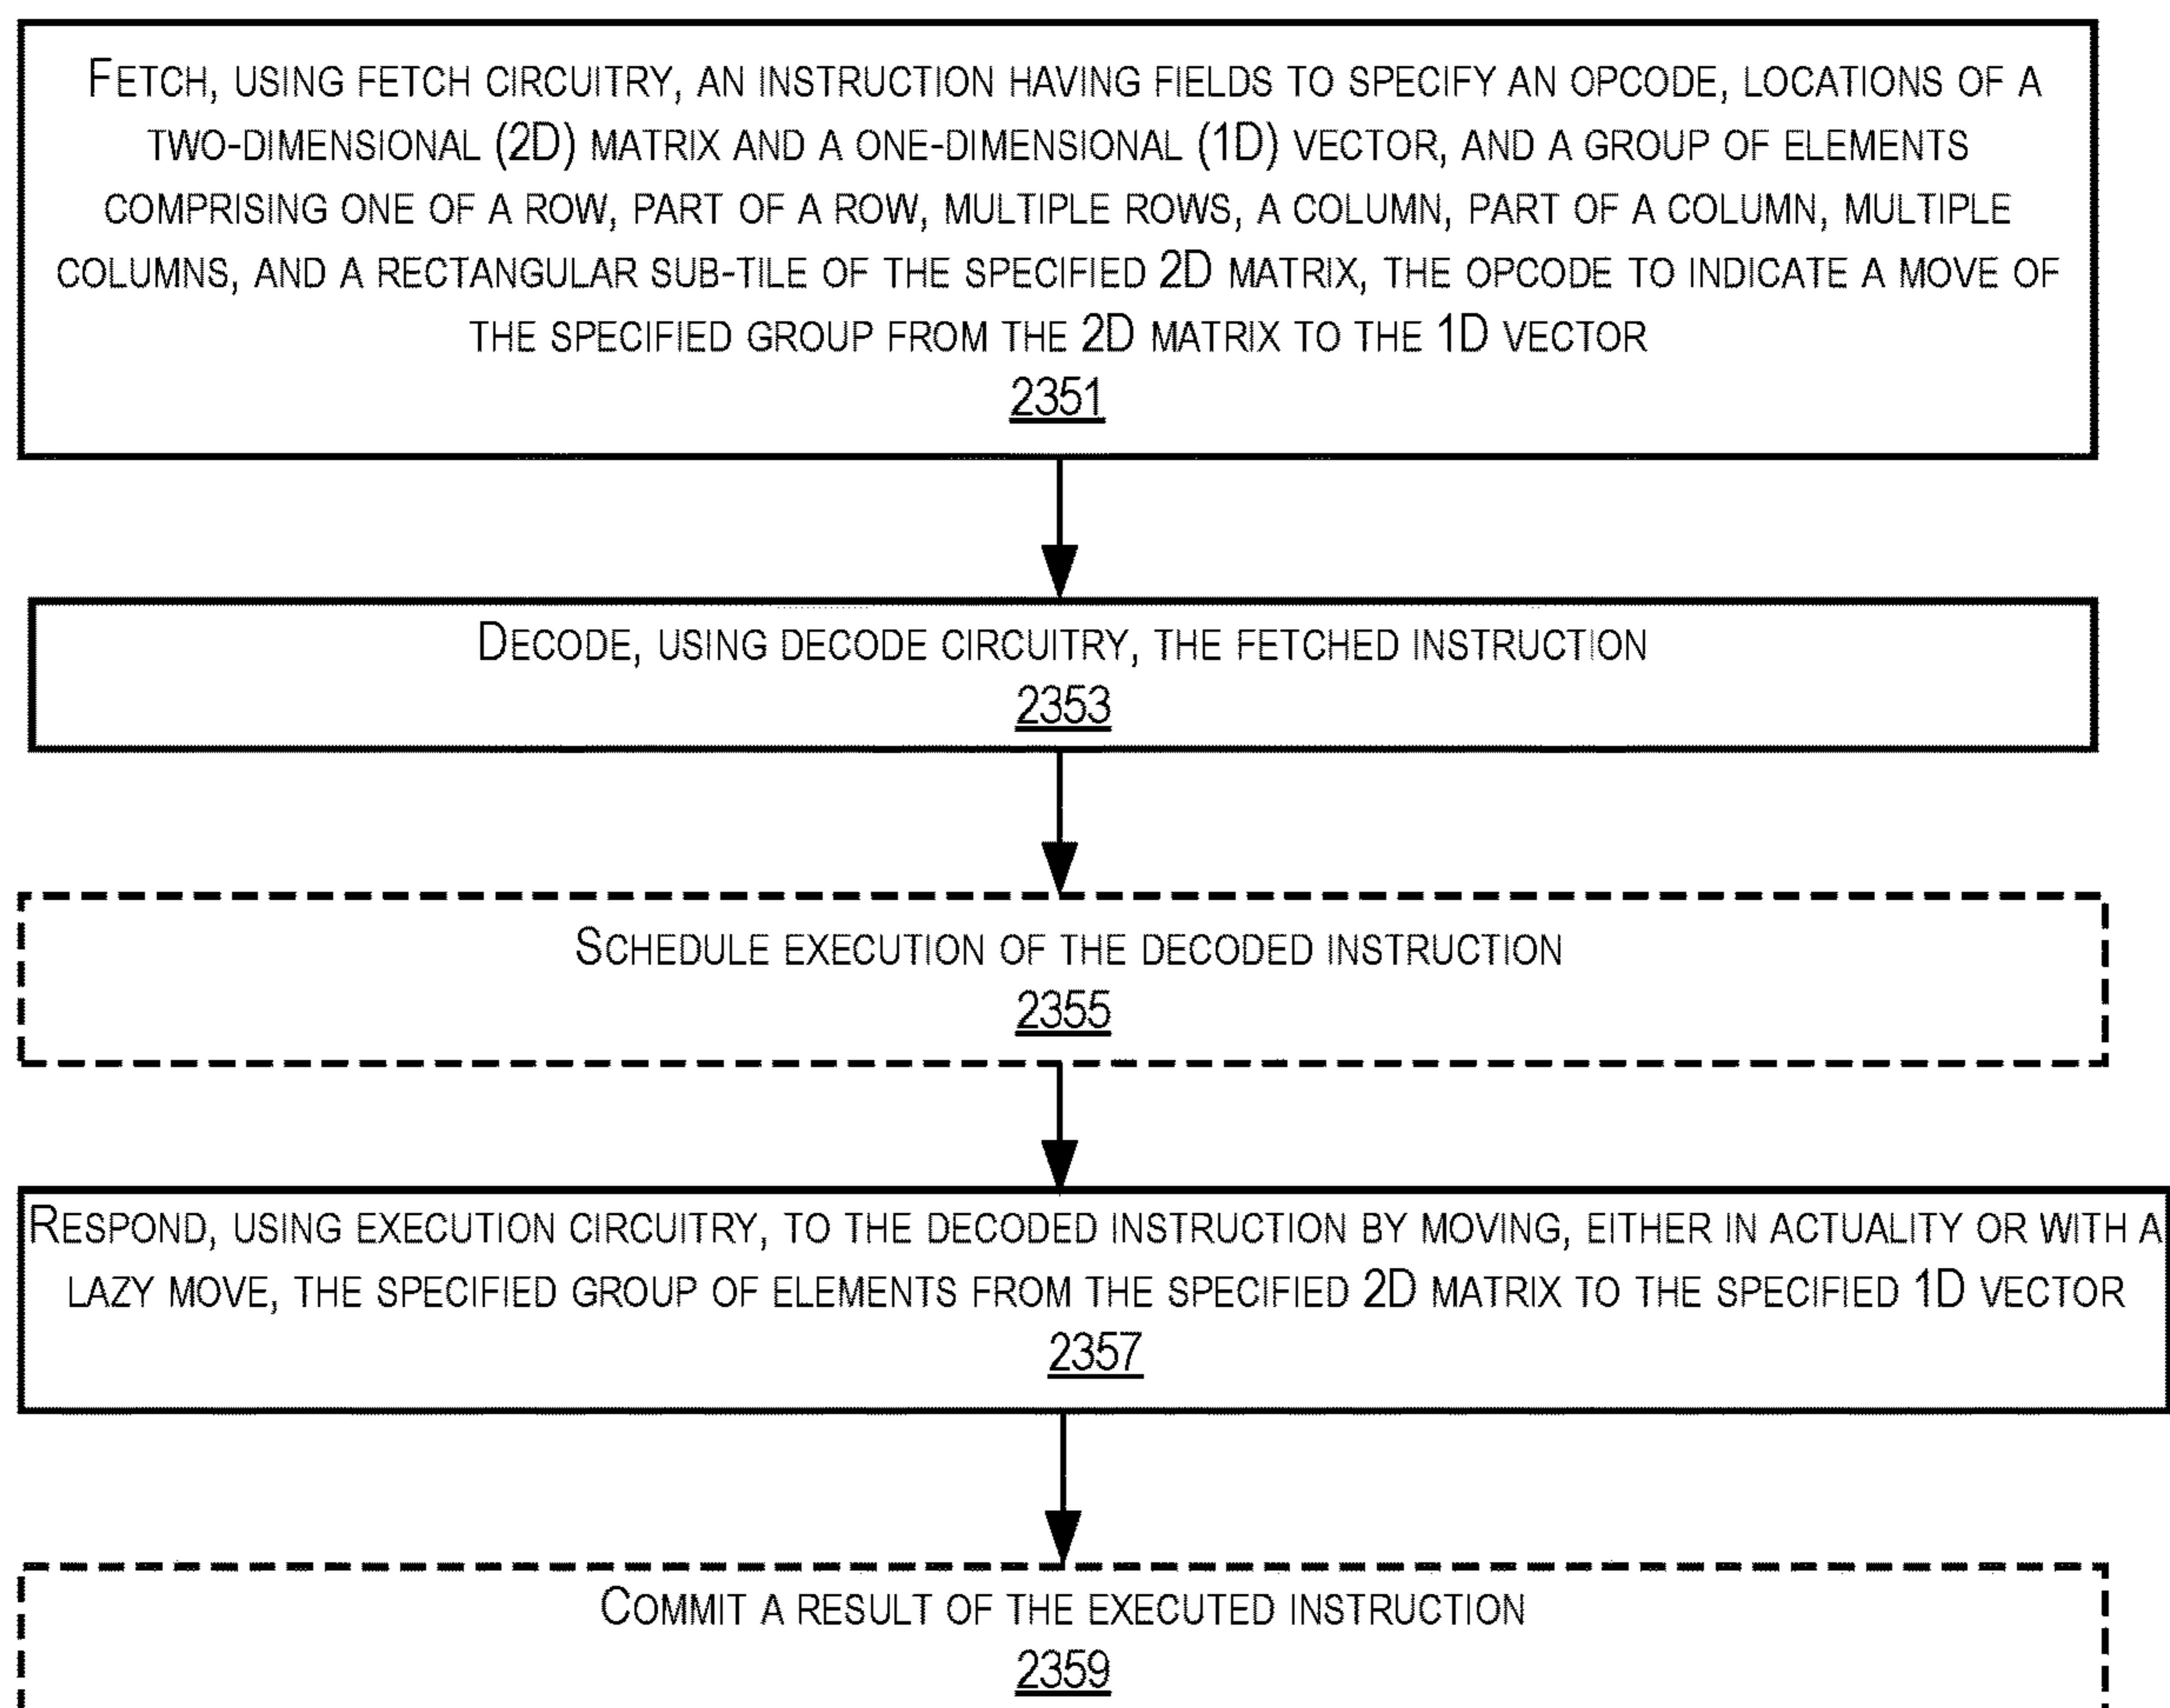 FETCH, USING FETCH CIRCUITRY, AN INSTRUCTION HAVING FIELDS TO SPECIFY AN OPCODE, LOCATIONS OF A
TWO-DIMENSIONAL (2D) MATRIX AND A ONE-DIMENSIONAL (1D) VECTOR, AND A GROUP OF ELEMENTS
COMPRISING ONE OF A ROW, PART OF A ROW, MULTIPLE ROWS, A COLUMN, PART OF A COLUMN, MULTIPLE
COLUMNS, AND A RECTANGULAR SUB-TILE OF THE SPECIFIED 2D MATRIX, THE OPCODE TO INDICATE A MOVE OF
THE SPECIFIED GROUP FROM THE 2D MATRIX TO THE 1D VECTOR
2351
DECODE, USING DECODE CIRCUITRY, THE FETCHED INSTRUCTION
2353
SCHEDULE EXECUTION OF THE DECODED INSTRUCTION
2355
RESPOND, USING EXECUTION CIRCUITRY, TO THE DECODED INSTRUCTION BY MOVING, EITHER IN ACTUALITY OR WITH A
LAZY MOVE, THE SPECIFIED GROUP OF ELEMENTS FROM THE SPECIFIED 2D MATRIX TO THE SPECIFIED 1D VECTOR
2357
COMMIT A RESULT OF THE EXECUTED INSTRUCTION
2359